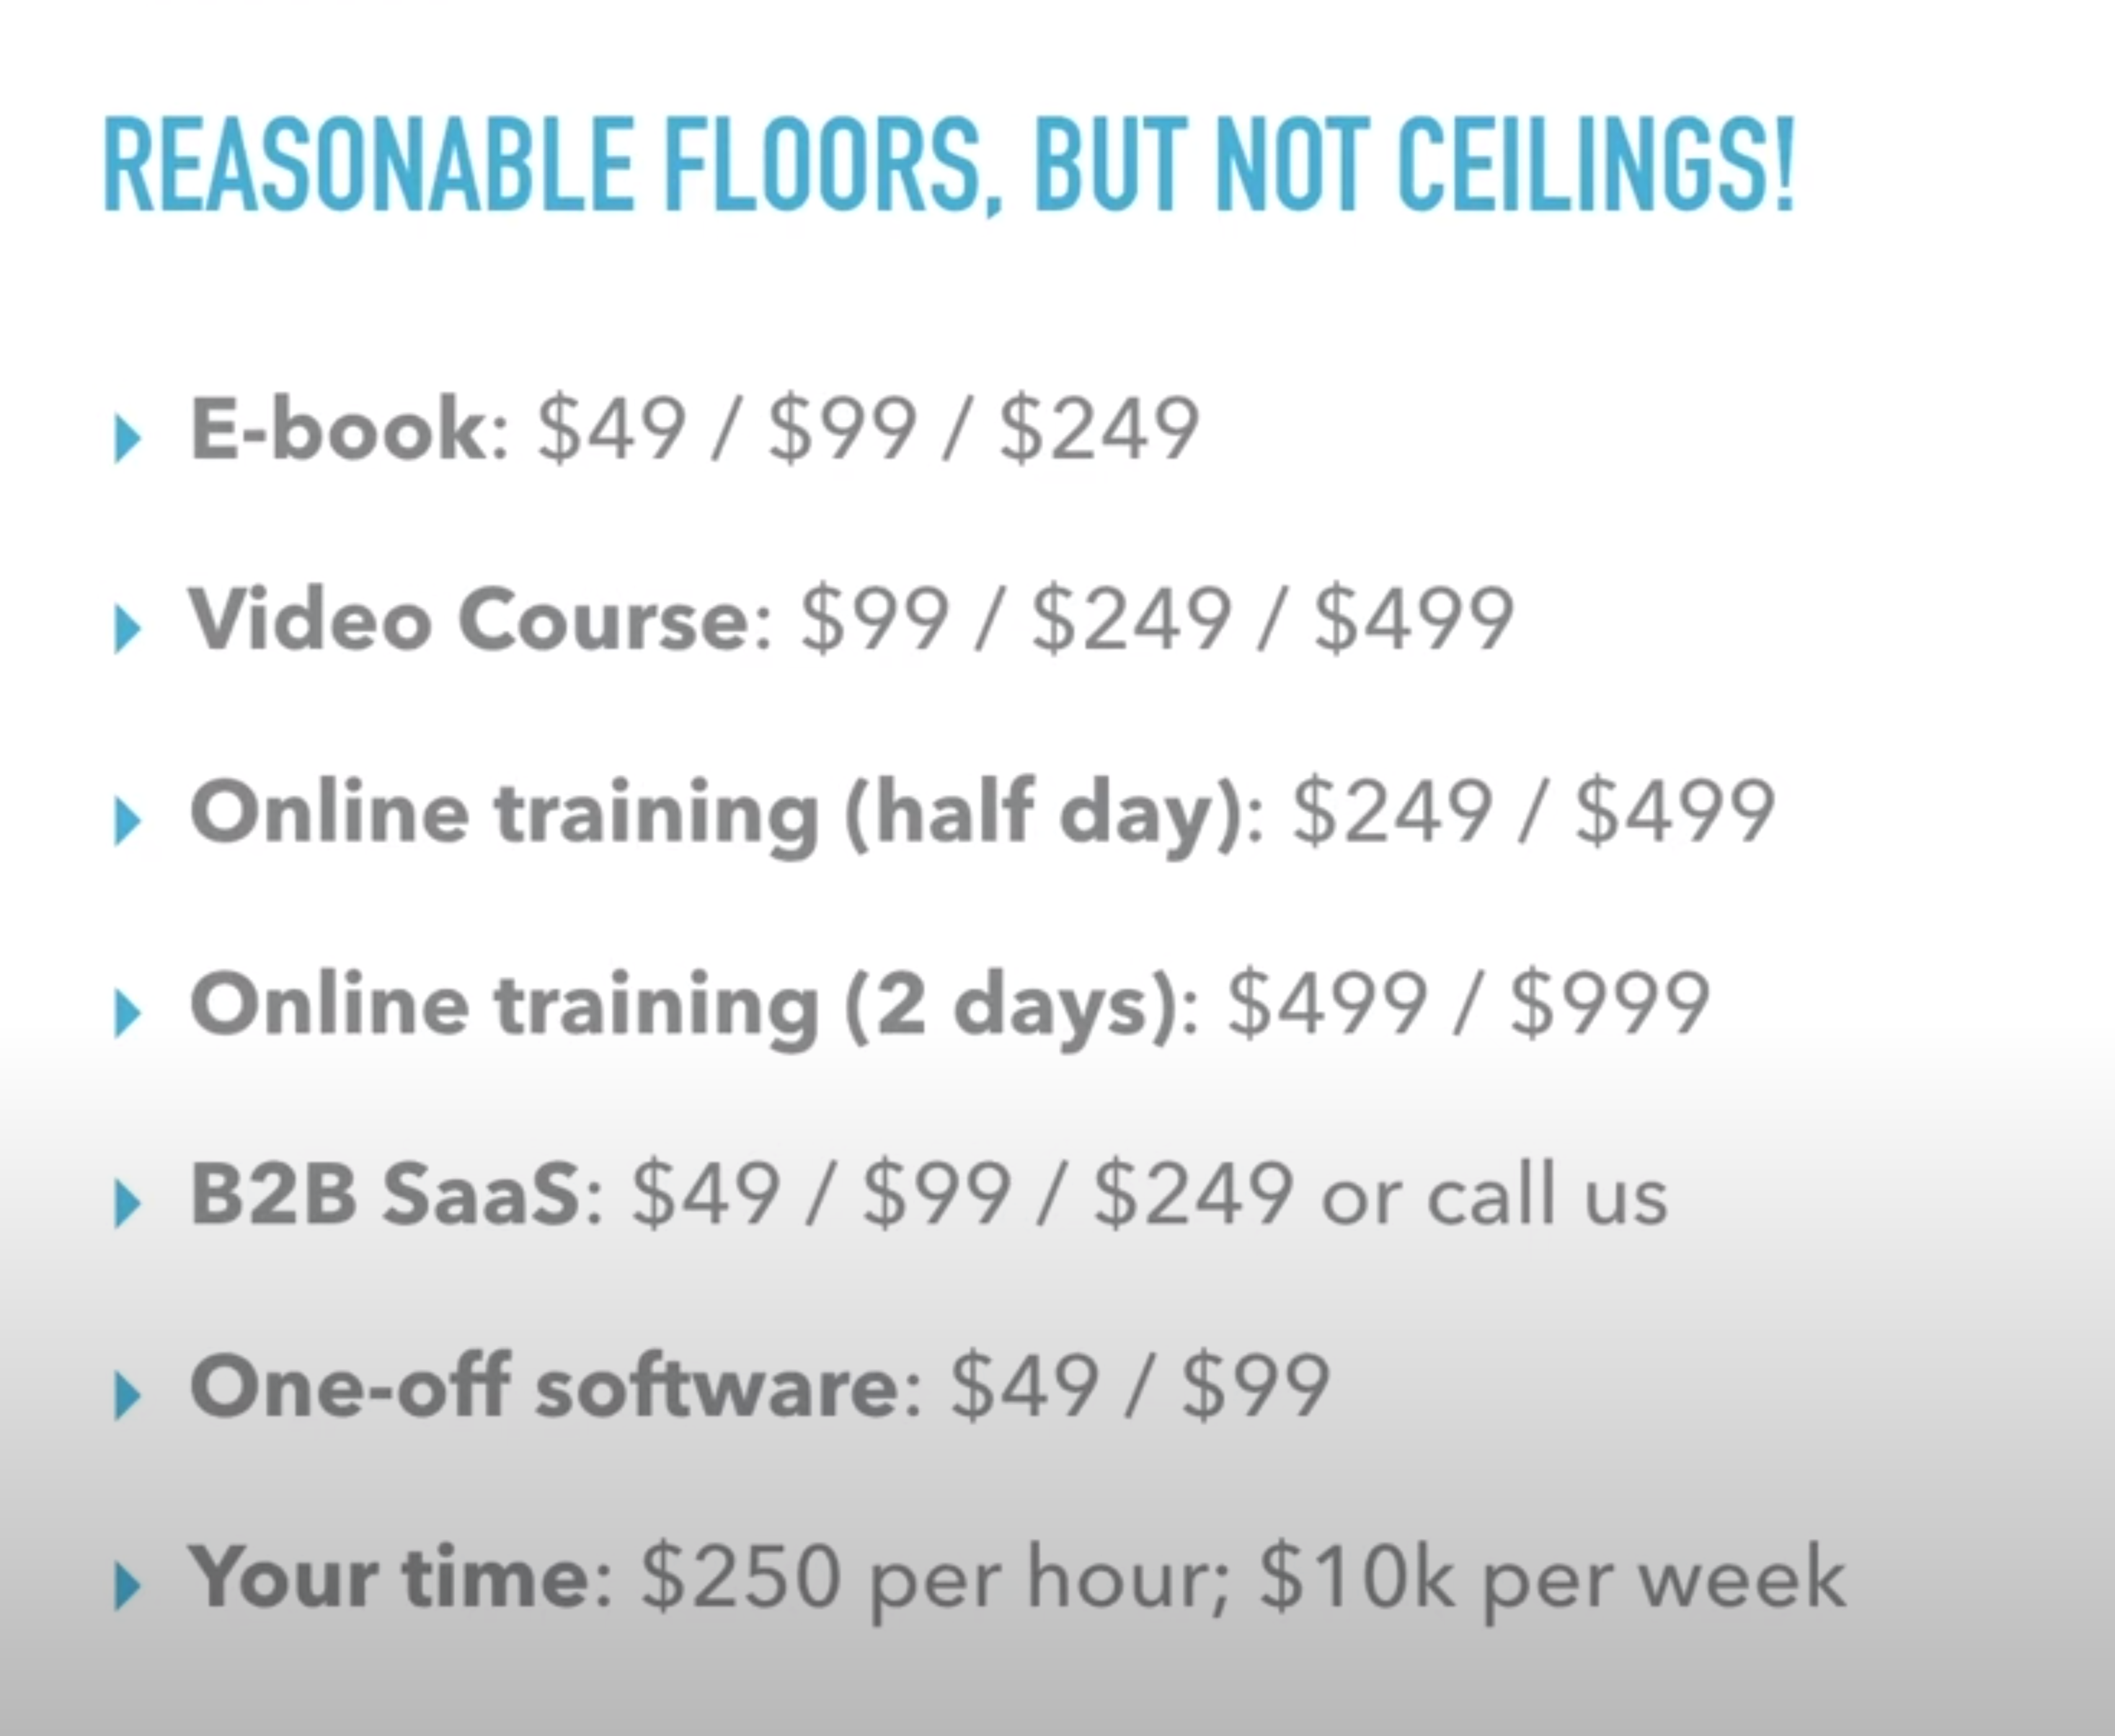 REASONABLE FLOORS, BUT NOT CEILINGS!
E-book: $49 / $99 / $249
Video Course: $99 / $249 / $499
Online training (half day): $249 / $499
Online training (2 days): $499 / $999
B2B SaaS: $49 / $99 / $249 or call us
One-off software: $49 / $99
Your time: $250 per hour; $10k per week